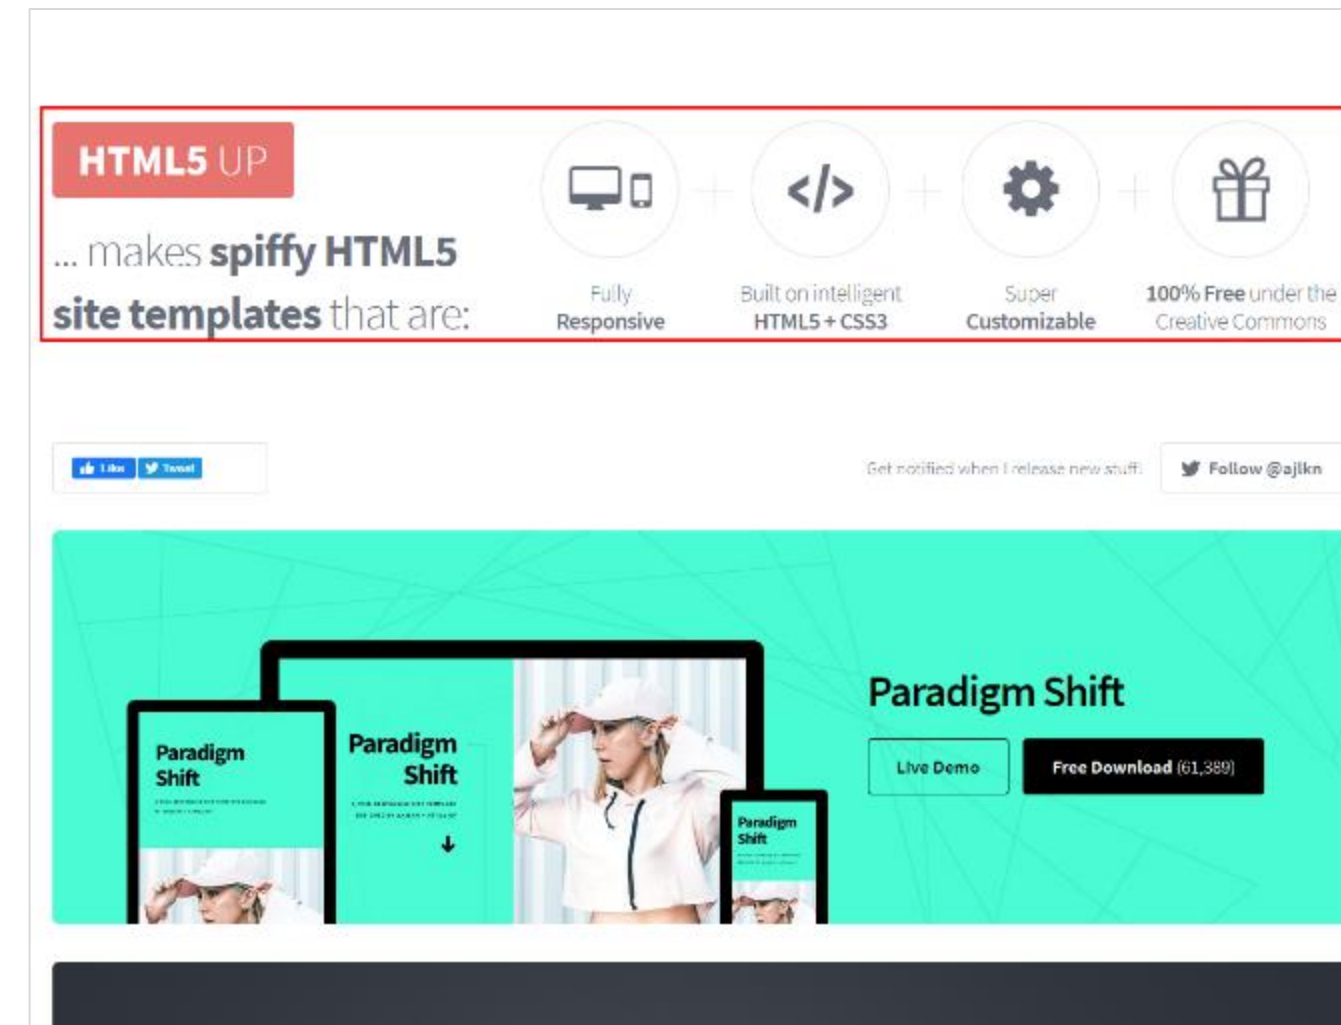 HTML5 UP
... makes spiffy HTML5
site templates that are:
Fully
Responsive
Built on intelligent
HTML5 + CSS3
Super
Customizable
100% Free under the
Creative Commons
Like
Tweet
Get notified when I release new stuff:
Follow @ajlkn
Paradigm
Shift
Paradigm
Shift
Paradigm
Shift
Paradigm Shift
Live Demo
Free Download (61,389)